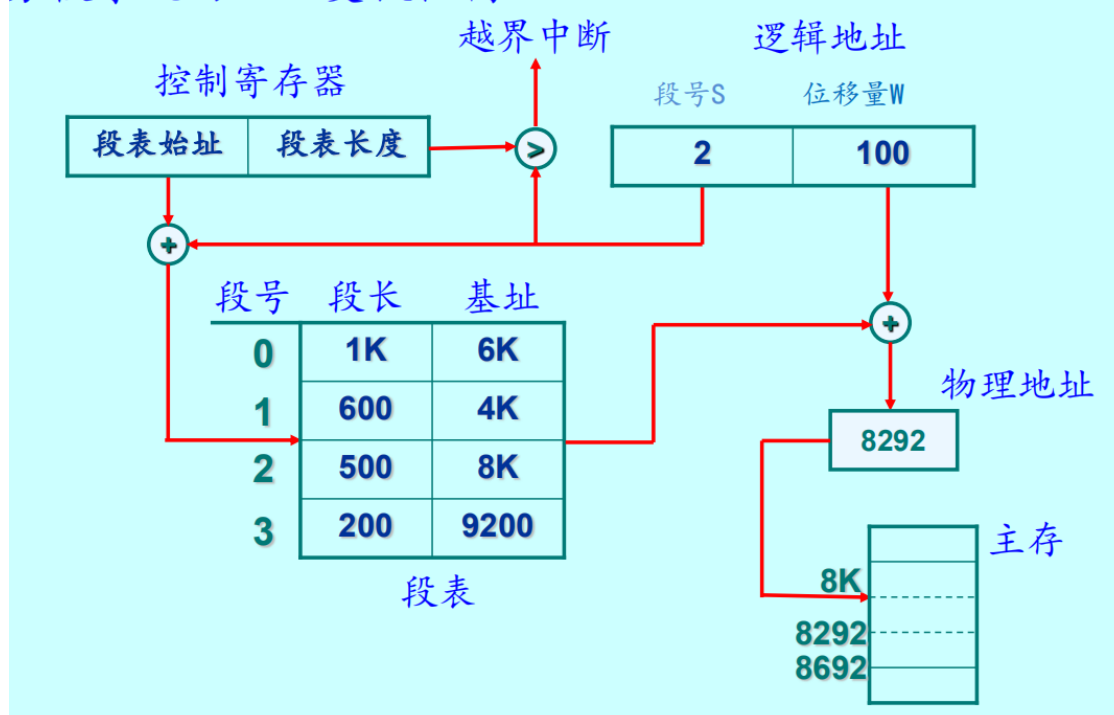 越界中断
逻辑地址
控制寄存器
段号S 位移量W
段表始址 段表长度
>
2 100
+
段号 段长 基址
0 1K 6K
1 600 4K
2 500 8K
3 200 9200
段表
+
物理地址
8292
主存
8K
8292
8692